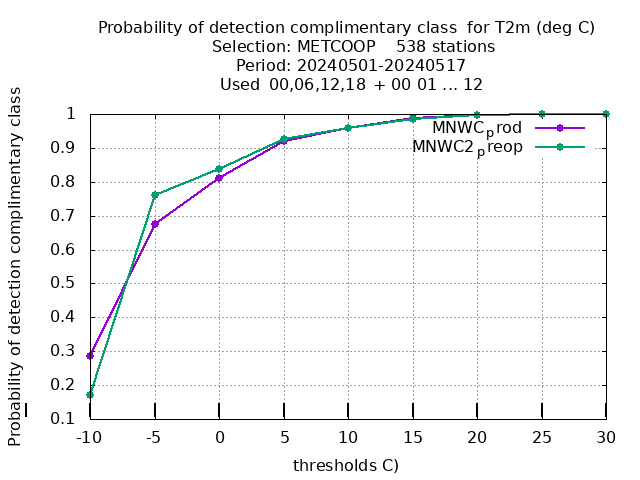 Probability of detection complimentary class  for T2m (deg C)
Selection: METCOOP    538 stations
Period: 20240501-20240517
Used  00,06,12,18  + 00 01 ... 12
Probability of detection complimentary class
1
0.9
0.8
0.7
0.6
0.5
0.4
0.3
0.2
0.1
MNWCprod
MNWC2preop
-10 -5 0 5 10 15 20 25 30
thresholds C)